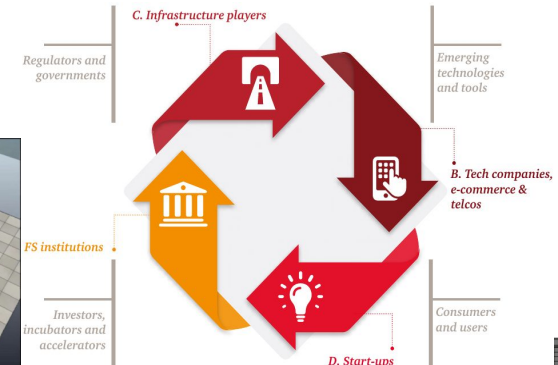 C. Infrastructure players
Regulators and
governments
Emerging
technologies
and tools
B. Tech companies,
e-commerce &
telcos
FS institutions
Investors,
incubators and
accelerators
Consumers
and users
D. Start-ups